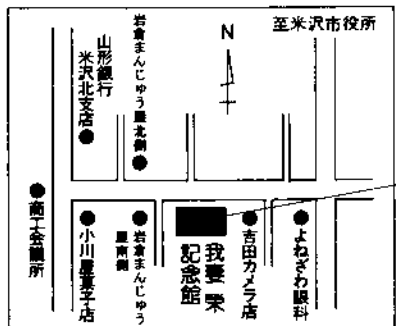 至米沢市役所
N
岩倉まんじゅう屋北側
山形銀行
米沢北支店
商工会議所
小川屋菓子店
岩倉まんじゅう
屋南側
我妻 栄
記念館
吉田カメラ店
よねざわ眼科